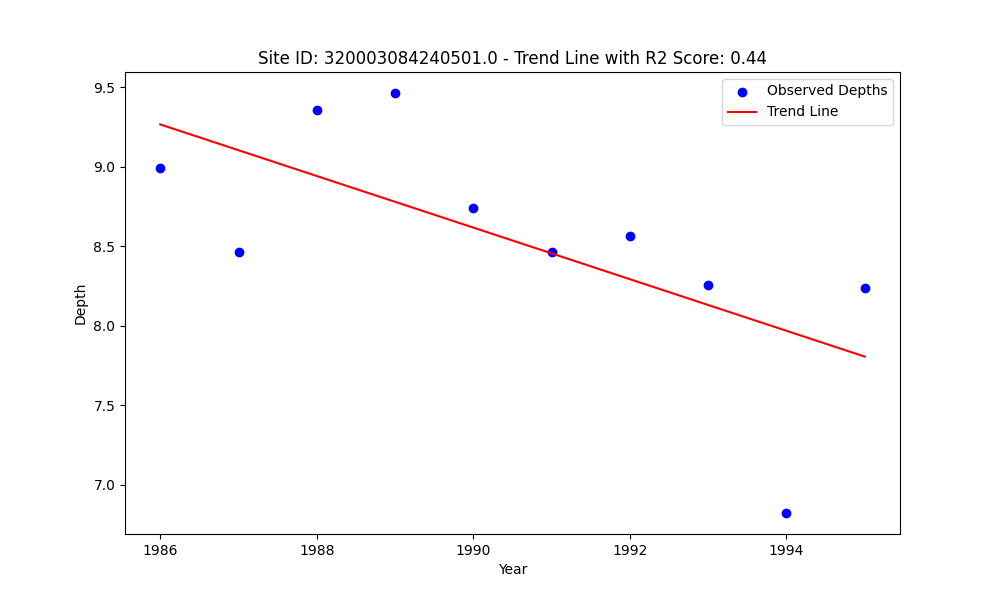 Site ID: 320003084240501.0 - Trend Line with R2 Score: 0.44
Observed Depths
Trend Line
9.5
9.0
8.5
8.0
7.5
7.0
Depth
1986
1988
1990
1992
1994
Year